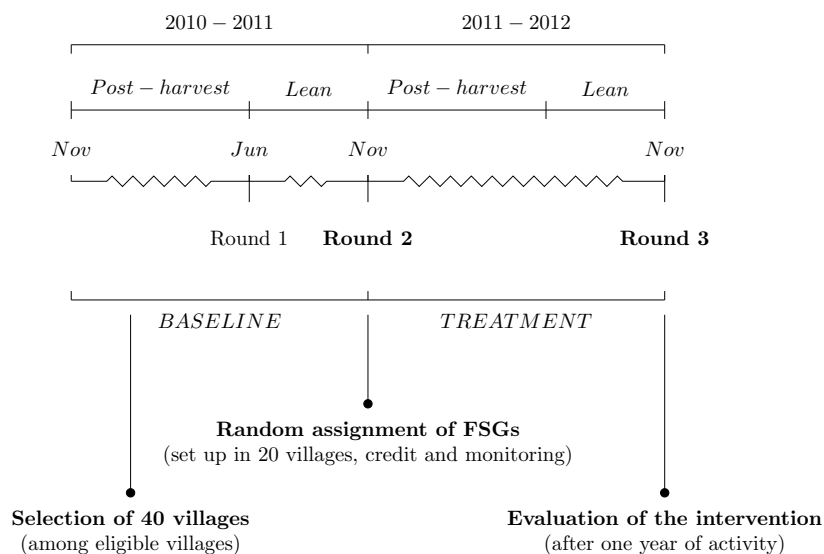 2010 – 2011 2011 – 2012
Post – harvest Lean Post – harvest Lean
Nov Jun Nov Nov
Round 1 Round 2 Round 3
BASELINE TREATMENT
Random assignment of FSGs
(set up in 20 villages, credit and monitoring)
Selection of 40 villages Evaluation of the intervention
(among eligible villages) (after one year of activity)